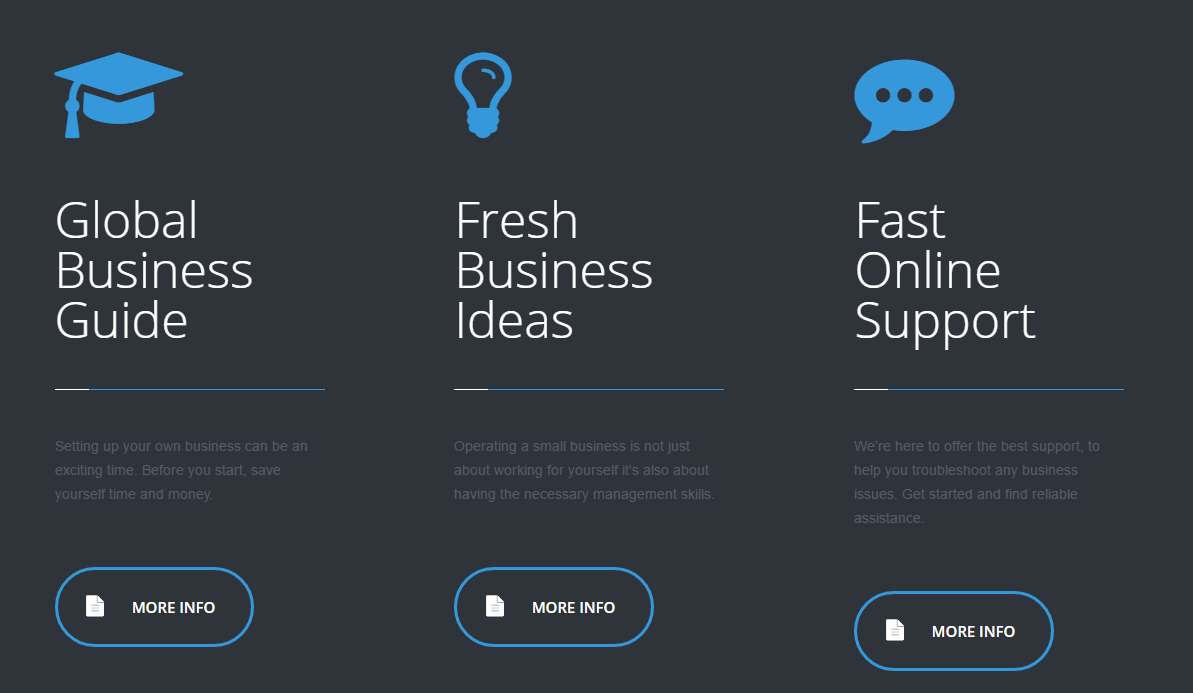 Global
Business
Guide
Setting up your own business can be an
exciting time. Before you start, save
yourself time and money.
MORE INFO
Fresh
Business
Ideas
Operating a small business is not just
about working for yourself it's also about
having the necessary management skills.
MORE INFO
Fast
Online
Support
We're here to offer the best support, to
help you troubleshoot any business
issues. Get started and find reliable
assistance.
MORE INFO